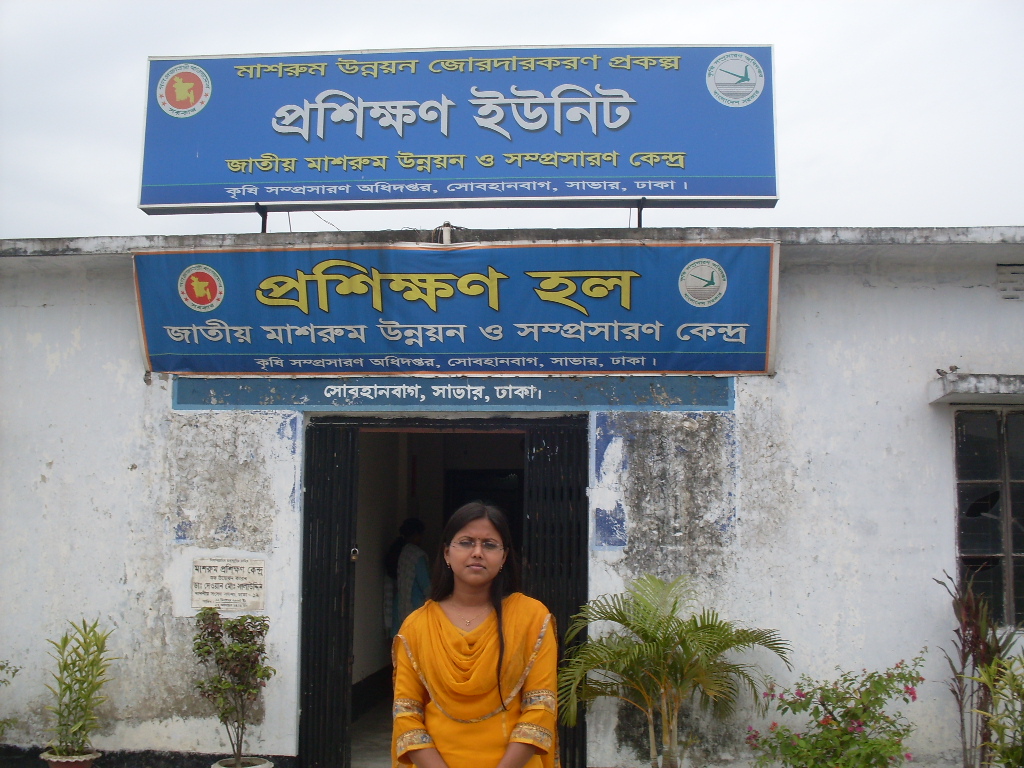 মাশরুম উন্নয়ন জোরদারকরণ প্রকল্প
প্রশিক্ষণ ইউনিট
জাতীয় মাশরুম উন্নয়ন ও সম্প্রসারণ কেন্দ্র
কৃষি সম্প্রসারণ অধিদপ্তর, সোবহানবাগ, সাভার, ঢাকা।
প্রশিক্ষণ হল
জাতীয় মাশরুম উন্নয়ন ও সম্প্রসারণ কেন্দ্র
কৃষি সম্প্রসারণ অধিদপ্তর, সোবহানবাগ, সাভার, ঢাকা।
সোবহানবাগ, সাভার, ঢাকা।
মাশরুম প্রশিক্ষণ কেন্দ্র